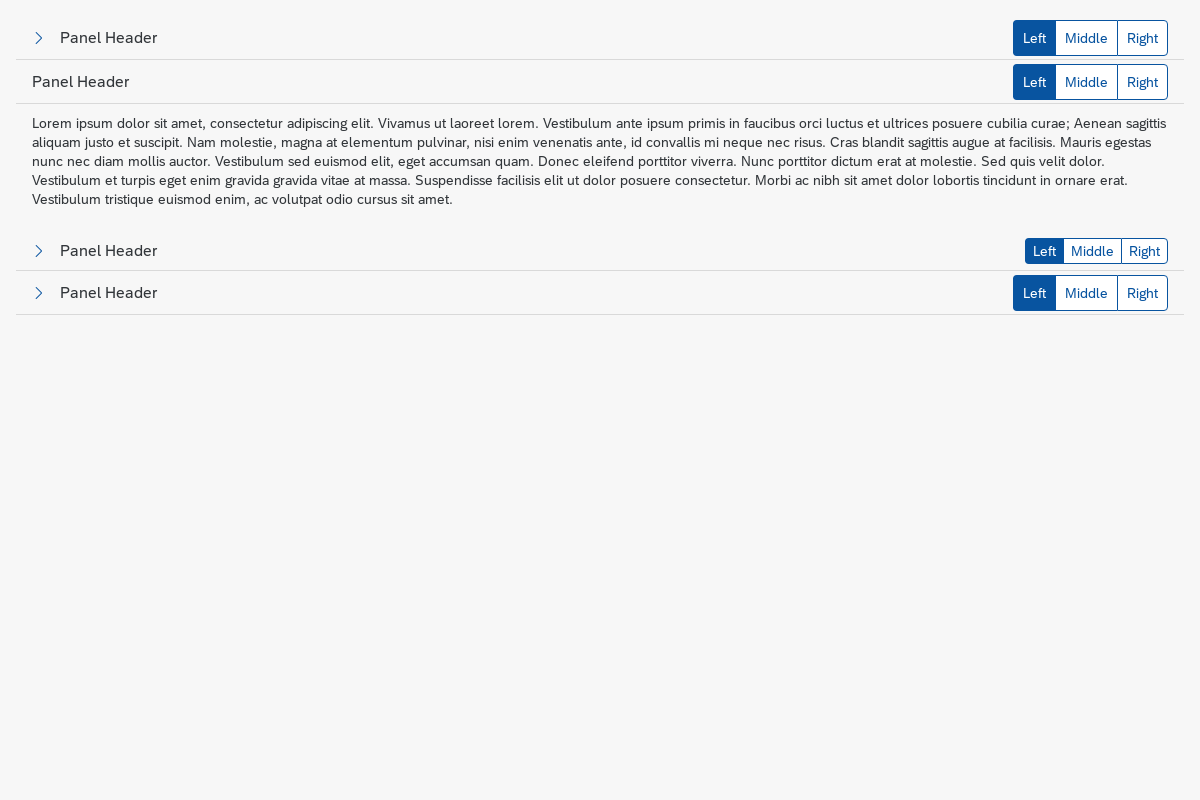 Panel Header Left Middle Right
Panel Header Left Middle Right
Lorem ipsum dolor sit amet, consectetur adipiscing elit. Vivamus ut laoreet lorem. Vestibulum ante ipsum primis in faucibus orci luctus et ultrices posuere cubilia curae; Aenean sagittis
aliquam justo et suscipit. Nam molestie, magna at elementum pulvinar, nisi enim venenatis ante, id convallis mi neque nec risus. Cras blandit sagittis augue at facilisis. Mauris egestas
nunc nec diam mollis auctor. Vestibulum sed euismod elit, eget accumsan quam. Donec eleifend porttitor viverra. Nunc porttitor dictum erat at molestie. Sed quis velit dolor.
Vestibulum et turpis eget enim gravida gravida vitae at massa. Suspendisse facilisis elit ut dolor posuere consectetur. Morbi ac nibh sit amet dolor lobortis tincidunt in ornare erat.
Vestibulum tristique euismod enim, ac volutpat odio cursus sit amet.
Panel Header Left Middle Right
Panel Header Left Middle Right